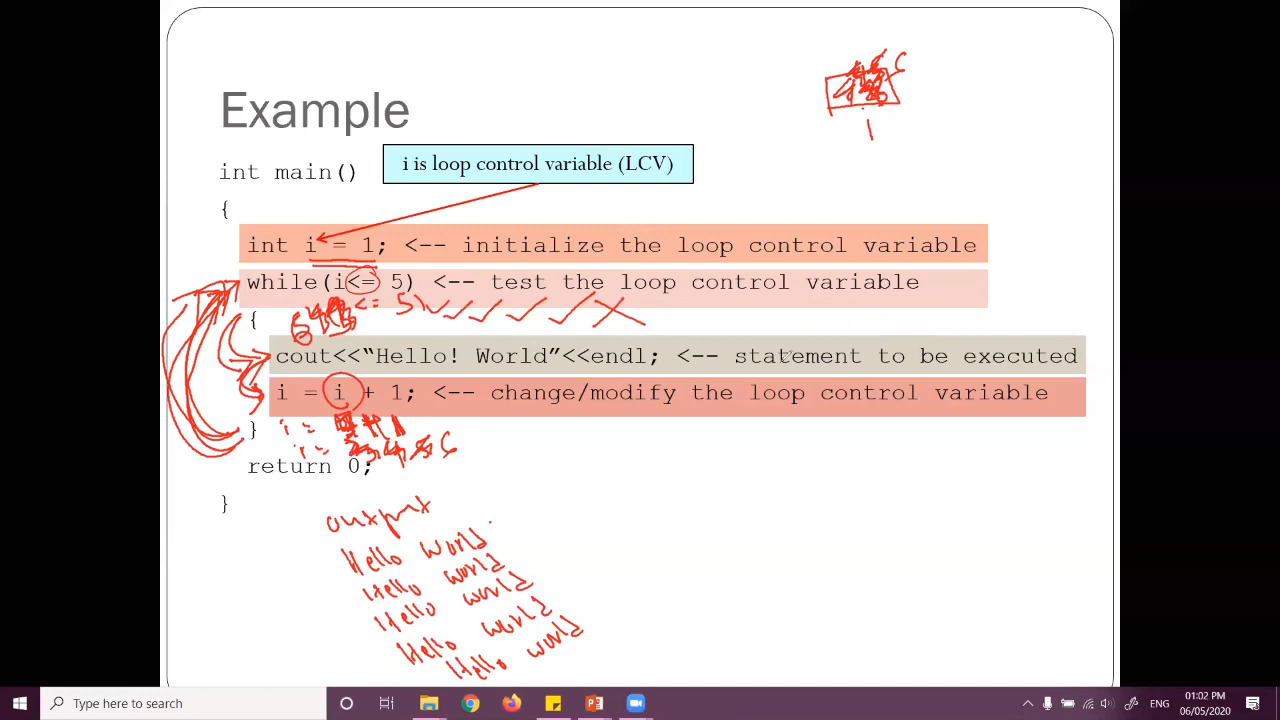 Example
i is loop control variable (LCV)
int main()
{
int i = 1; <-- initialize the loop control variable
while(i<= 5) <-- test the loop control variable
<= 5)
{
cout<<“Hello! World”<<endl; <-- statement to be executed
i = i + 1; <-- change/modify the loop control variable
}
i =
i =
return 0;
}
output
Hello World
Hello world
Hello world
Hello world
Hello world
Type here to search
ENG
01:02 PM
06/05/2020